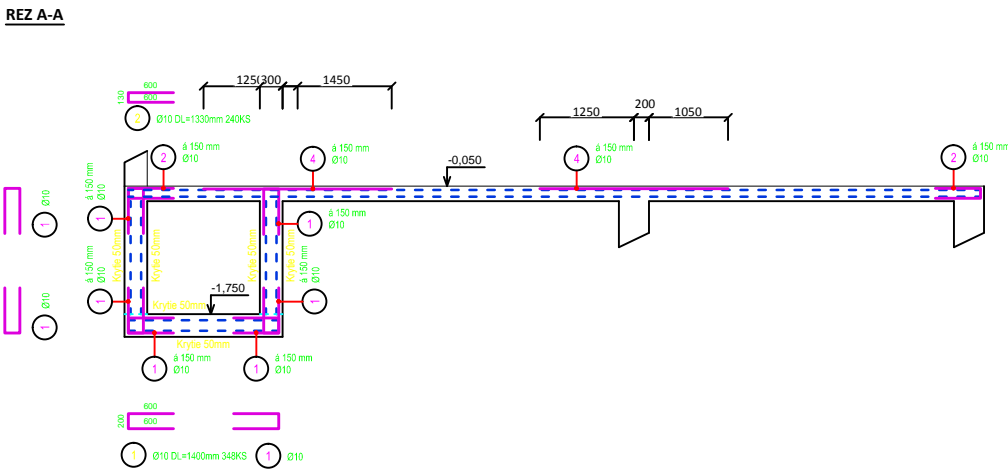 REZ A-A
600
600
130
2
Ø10 DL=1330mm 240KS
1250
300
1450
1250
200
1050
2
á 150 mm
Ø10
4
á 150 mm
Ø10
4
á 150 mm
Ø10
2
á 150 mm
Ø10
-0,050
1
Ø10
1
á 150 mm
Ø10
Krytie 50mm
Krytie 50mm
Krytie 50mm
1
á 150 mm
Ø10
1
Ø10
1
á 150 mm
Ø10
Krytie 50mm
-1,750
1
á 150 mm
Ø10
Krytie 50mm
1
á 150 mm
Ø10
1
á 150 mm
Ø10
600
600
200
1
Ø10 DL=1400mm 348KS
1
Ø10